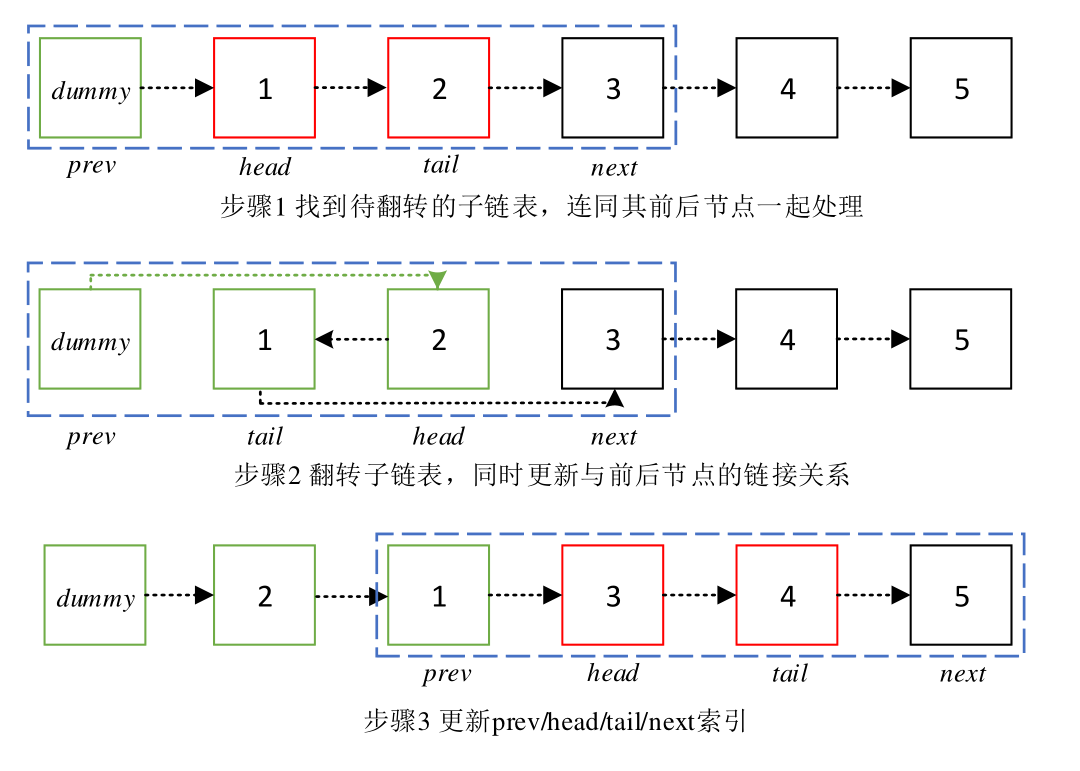 dummy 1 2 3 4 5
prev head tail next
步骤1 找到待翻转的子链表，连同其前后节点一起处理
dummy 1 2 3 4 5
prev tail head next
步骤2 翻转子链表，同时更新与前后节点的链接关系
dummy 2 1 3 4 5
prev head tail next
步骤3 更新prev/head/tail/next索引